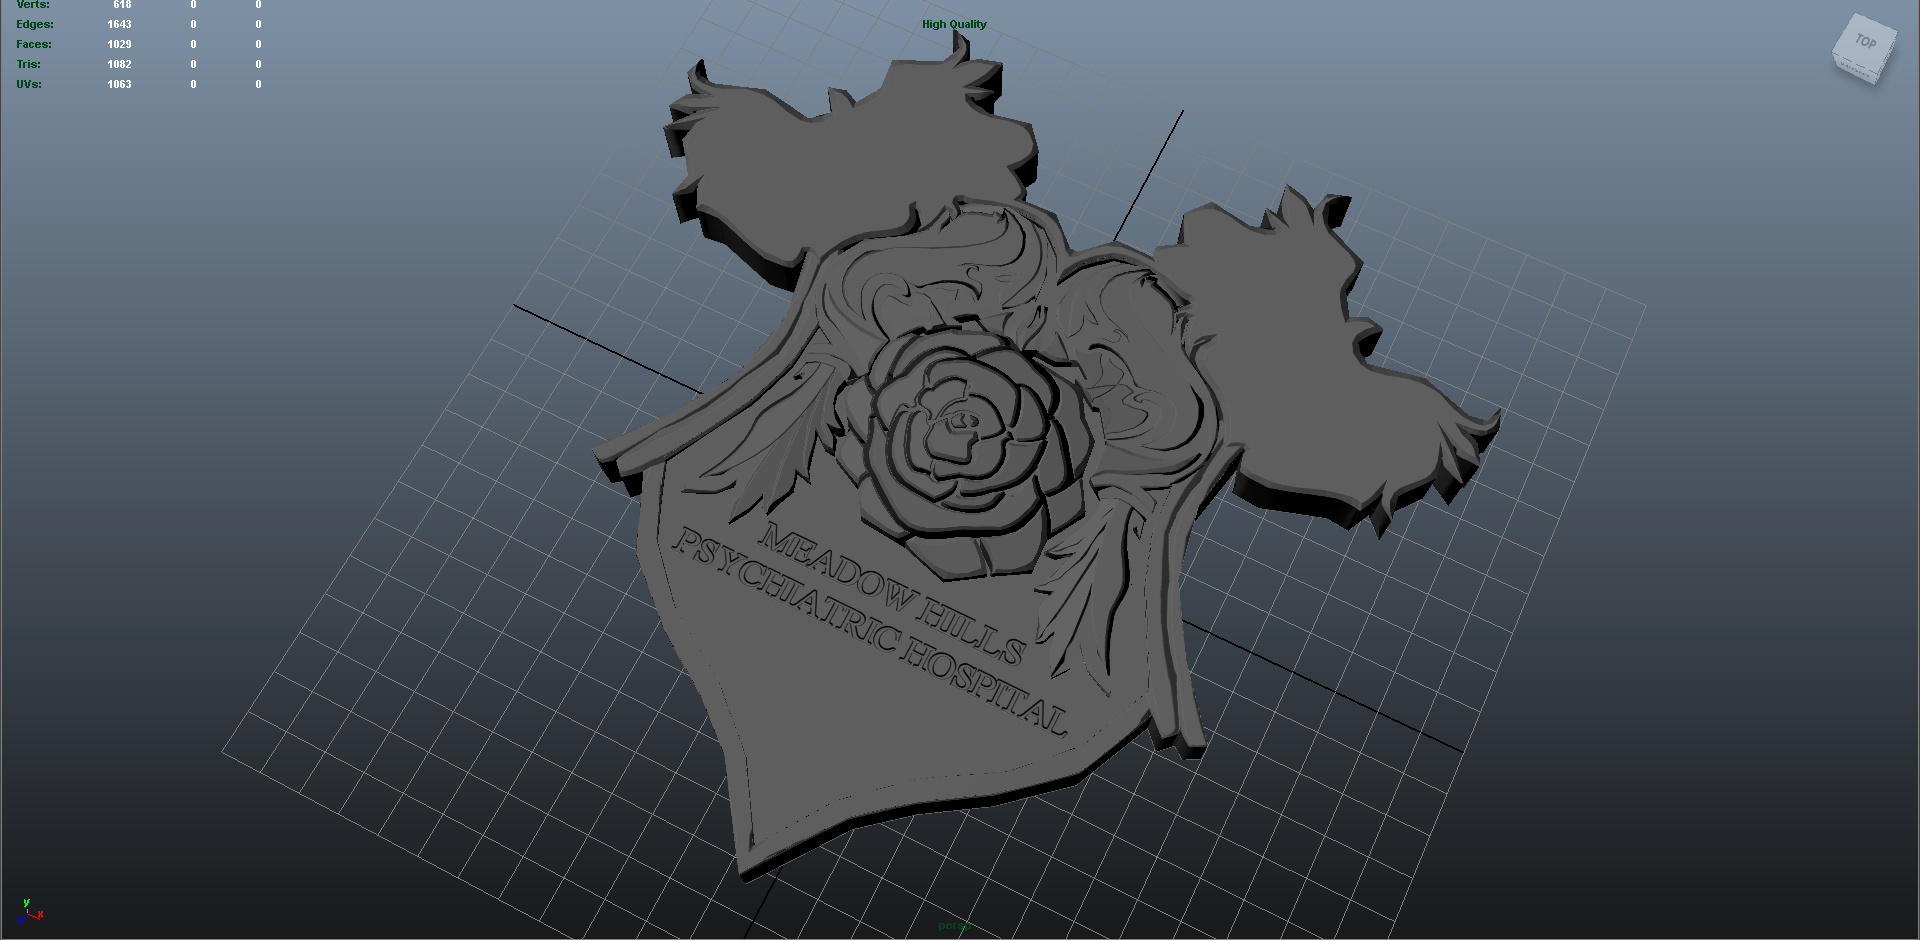 Verts: 618 0 0
Edges: 1643 0 0
Faces: 1029 0 0
Tris: 1082 0 0
UVs: 1063 0 0
High Quality
TOP
MEADOW HILLS
PSYCHIATRIC HOSPITAL
y
x
persp